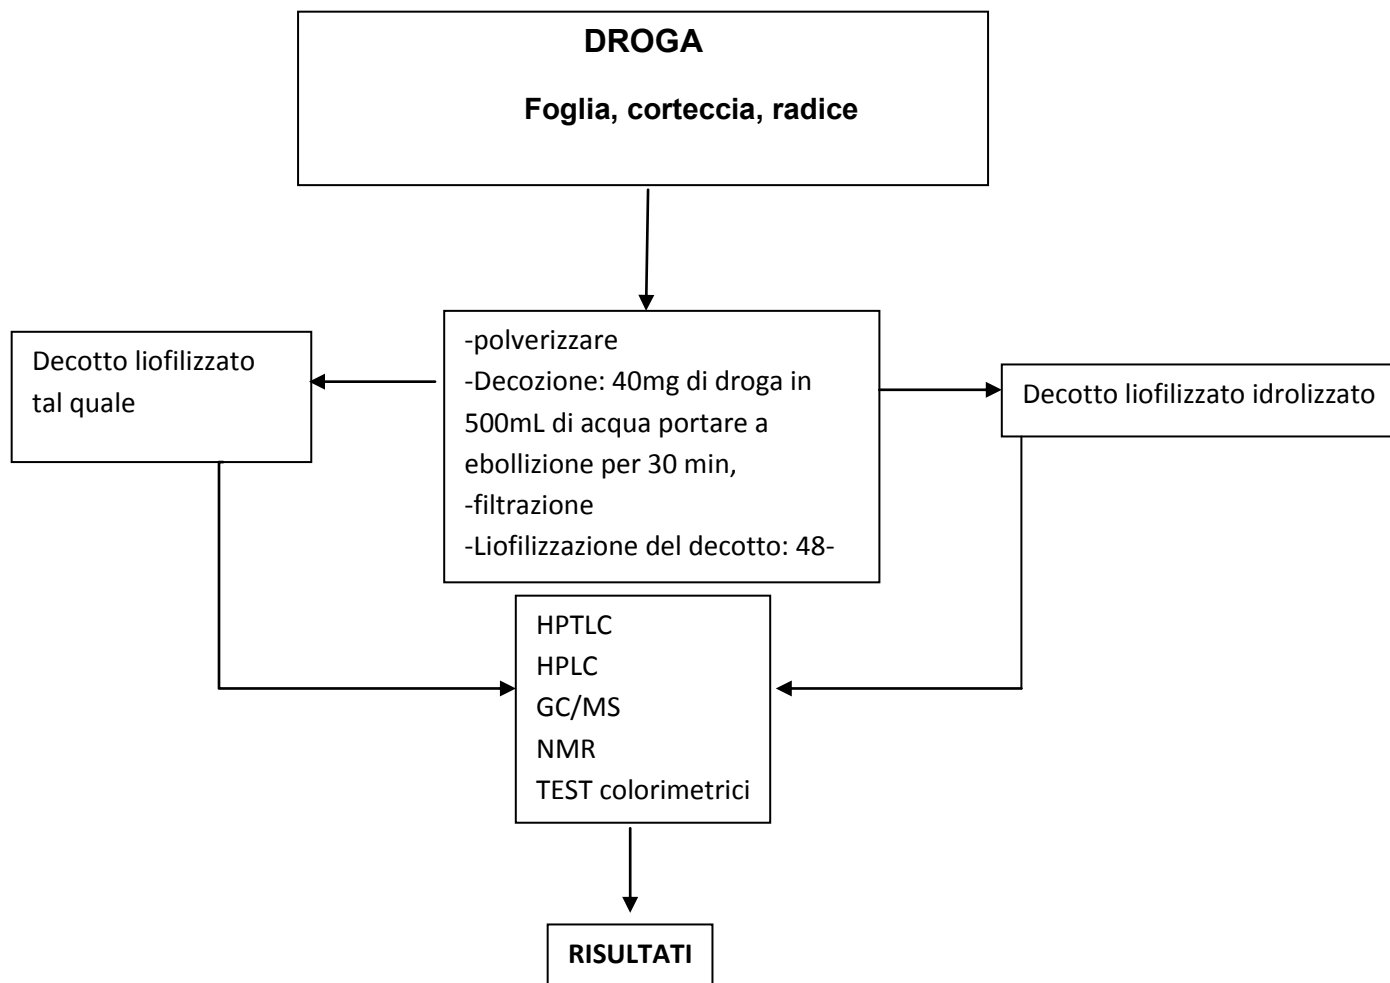 DROGA
Foglia, corteccia, radice
Decotto liofilizzato
tal quale
-polverizzare
-Decozione: 40mg di droga in
500mL di acqua portare a
ebollizione per 30 min,
-filtrazione
-Liofilizzazione del decotto: 48-
Decotto liofilizzato idrolizzato
HPTLC
HPLC
GC/MS
NMR
TEST colorimetrici
RISULTATI